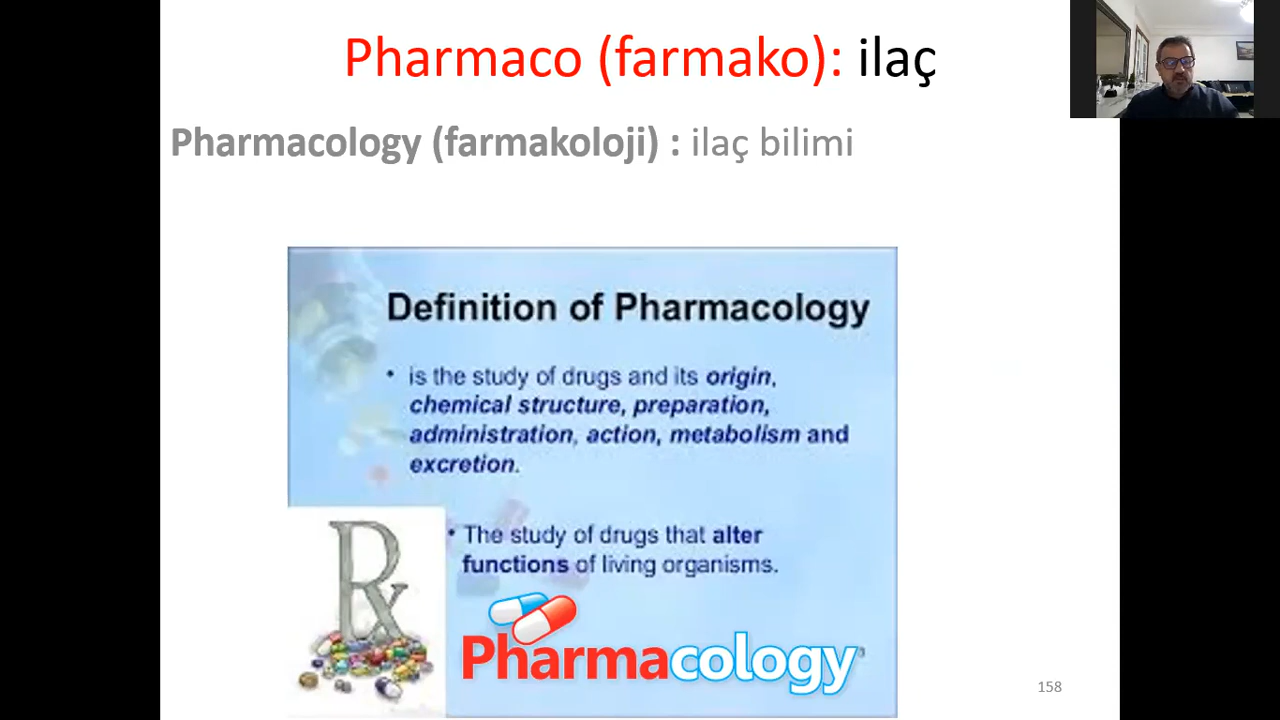 Pharmaco (farmako): ilaç
Pharmacology (farmakoloji) : ilaç bilimi
Definition of Pharmacology
• is the study of drugs and its origin,
chemical structure, preparation,
administration, action, metabolism and
excretion.
• The study of drugs that alter
functions of living organisms.
Rx
Pharmacology
3
158